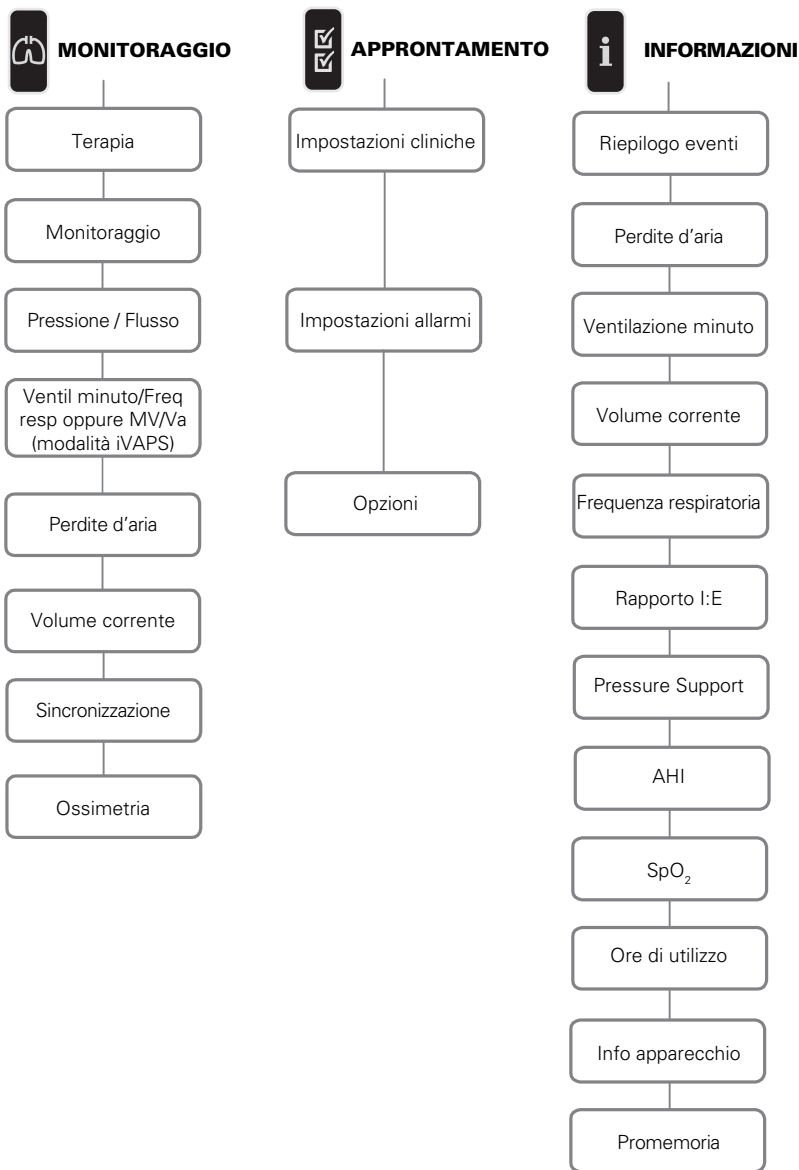 MONITORAGGIO
Terapia
Monitoraggio
Pressione / Flusso
Ventil minuto/Freq
resp oppure MV/Va
(modalità iVAPS)
Perdite d'aria
Volume corrente
Sincronizzazione
Ossimetria
APPRONTAMENTO
Impostazioni cliniche
Impostazioni allarmi
Opzioni
i INFORMAZIONI
Riepilogo eventi
Perdite d'aria
Ventilazione minuto
Volume corrente
Frequenza respiratoria
Rapporto I:E
Pressure Support
AHI
SpO₂
Ore di utilizzo
Info apparecchio
Promemoria